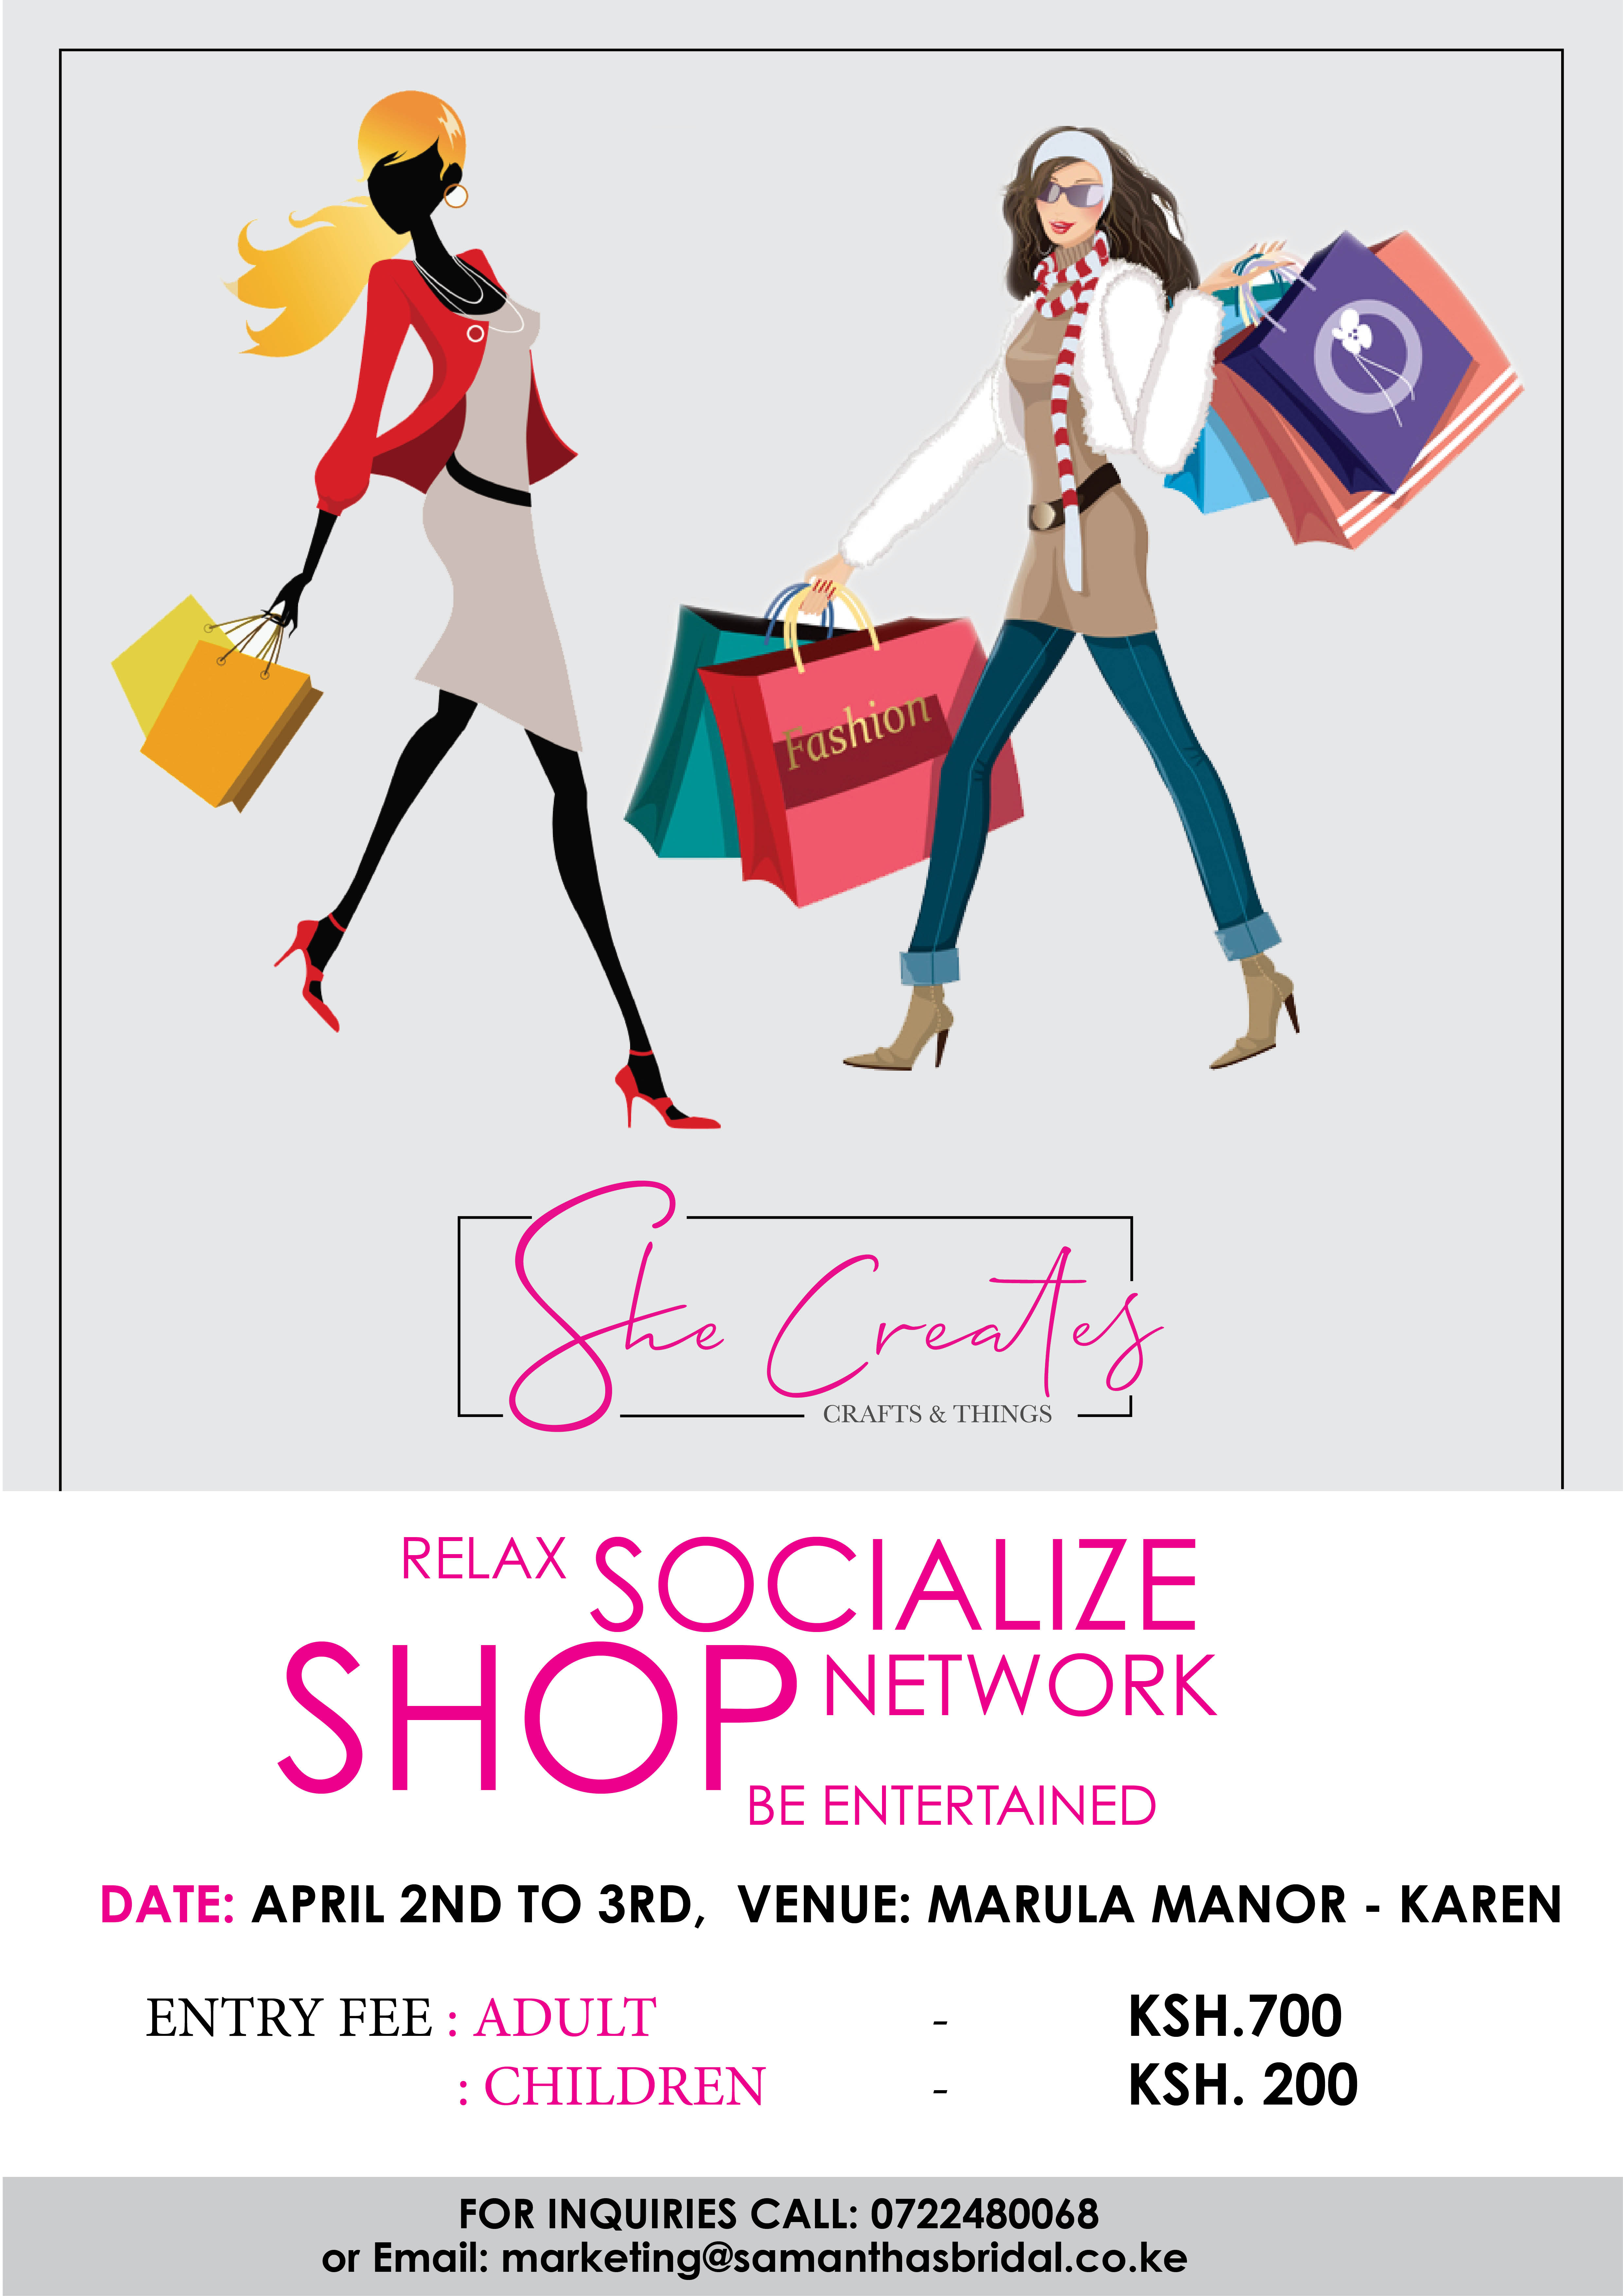 Fashion
She Creates
CRAFTS & THINGS
RELAX SOCIALIZE
SHOP NETWORK
BE ENTERTAINED
DATE: APRIL 2ND TO 3RD, VENUE: MARULA MANOR - KAREN
ENTRY FEE : ADULT - KSH.700
: CHILDREN - KSH. 200
FOR INQUIRIES CALL: 0722480068
or Email: marketing@samanthasbridal.co.ke